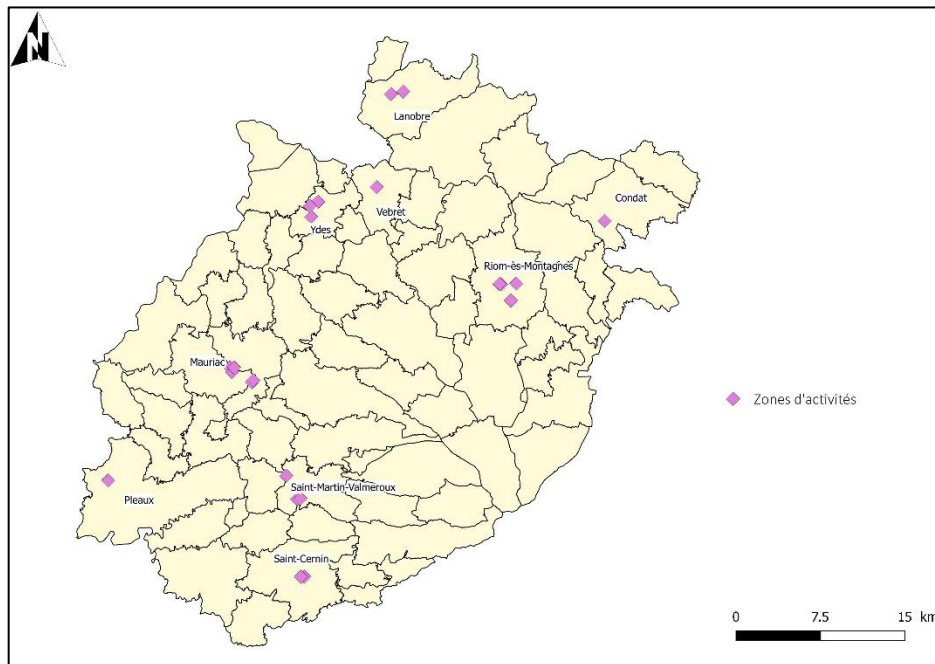 N
Lanobre
Condat
Vebret
Ydes
Riom-ès-Montagnes
Mauriac
Zones d'activités
Saint-Martin-Valmeroux
Pleaux
Saint-Cernin
0 7.5 15 km